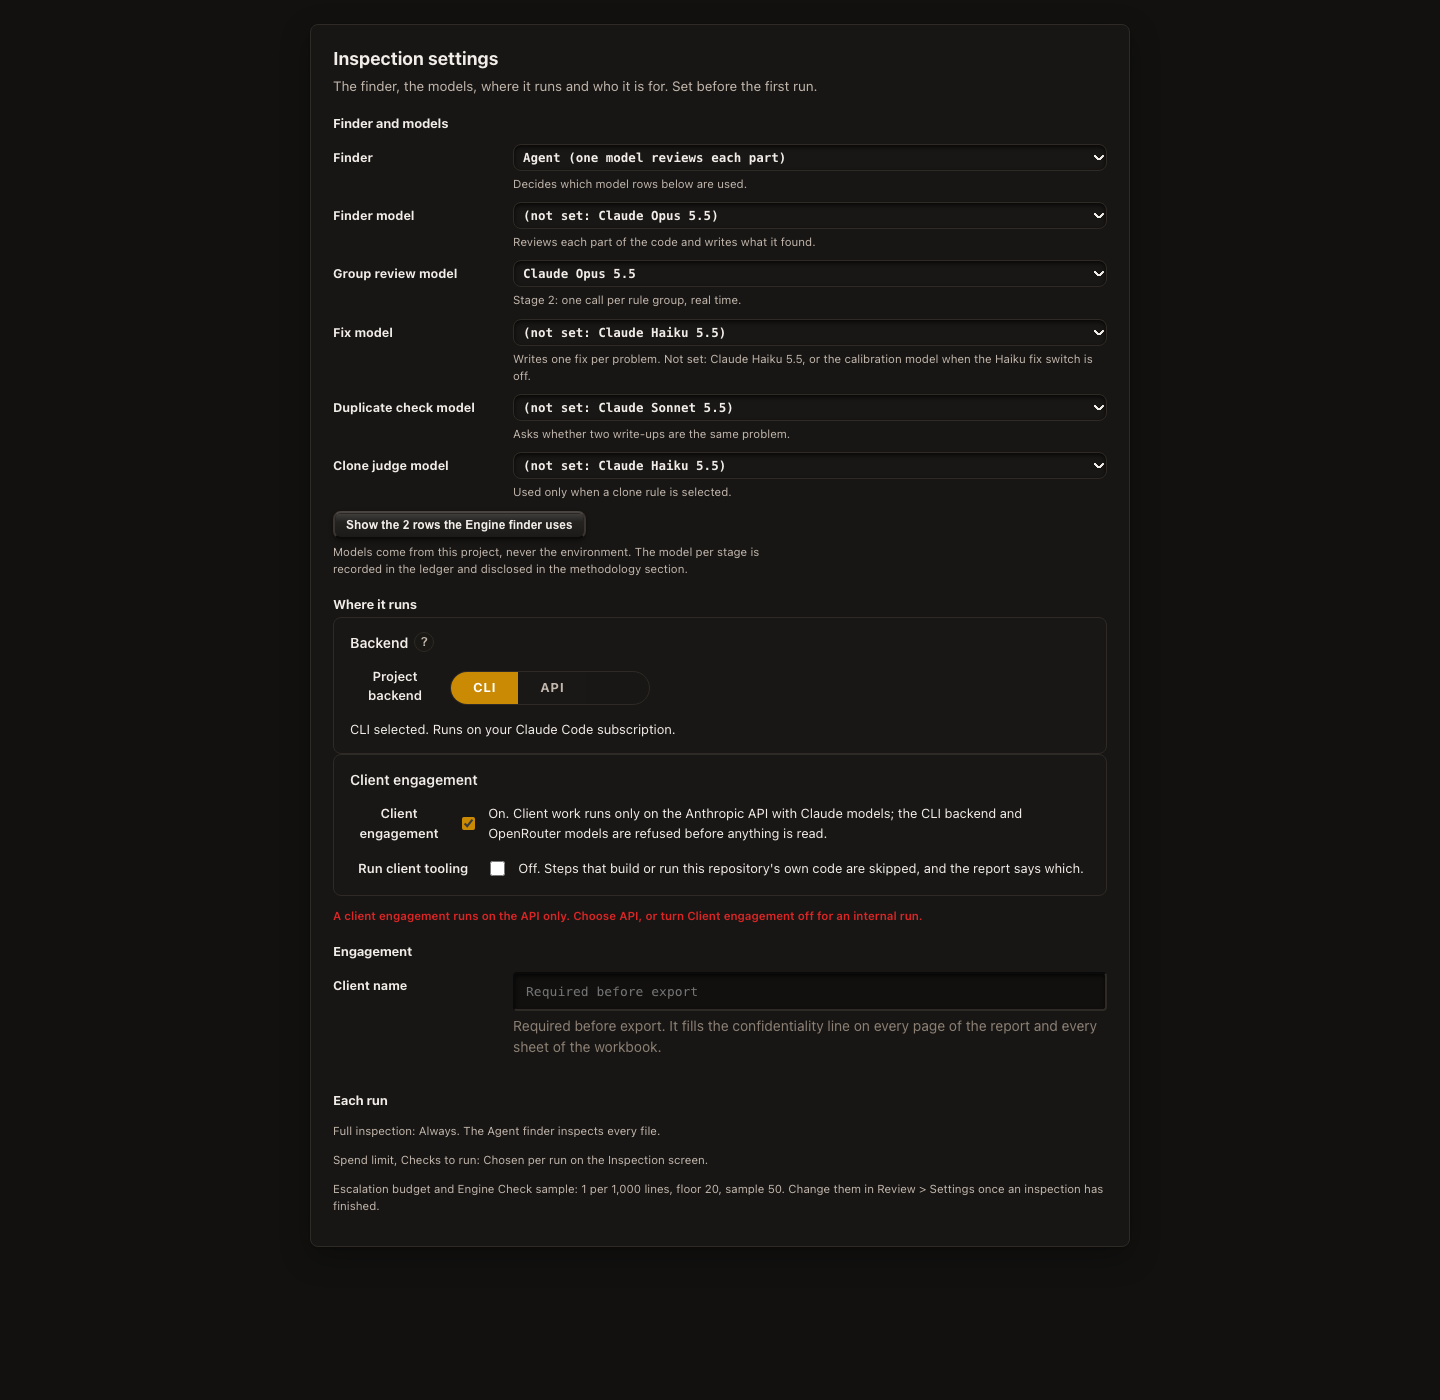 Inspection settings
The finder, the models, where it runs and who it is for. Set before the first run.
Finder and models
Finder
Agent (one model reviews each part)
Decides which model rows below are used.
Finder model
(not set: Claude Opus 5.5)
Reviews each part of the code and writes what it found.
Group review model
Claude Opus 5.5
Stage 2: one call per rule group, real time.
Fix model
(not set: Claude Haiku 5.5)
Writes one fix per problem. Not set: Claude Haiku 5.5, or the calibration model when the Haiku fix switch is
off.
Duplicate check model
(not set: Claude Sonnet 5.5)
Asks whether two write-ups are the same problem.
Clone judge model
(not set: Claude Haiku 5.5)
Used only when a clone rule is selected.
Show the 2 rows the Engine finder uses
Models come from this project, never the environment. The model per stage is
recorded in the ledger and disclosed in the methodology section.
Where it runs
Backend ?
Project
backend
CLI API
CLI selected. Runs on your Claude Code subscription.
Client engagement
Client
engagement
On. Client work runs only on the Anthropic API with Claude models; the CLI backend and
OpenRouter models are refused before anything is read.
Run client tooling
Off. Steps that build or run this repository's own code are skipped, and the report says which.
A client engagement runs on the API only. Choose API, or turn Client engagement off for an internal run.
Engagement
Client name
Required before export
Required before export. It fills the confidentiality line on every page of the report and every
sheet of the workbook.
Each run
Full inspection: Always. The Agent finder inspects every file.
Spend limit, Checks to run: Chosen per run on the Inspection screen.
Escalation budget and Engine Check sample: 1 per 1,000 lines, floor 20, sample 50. Change them in Review > Settings once an inspection has
finished.